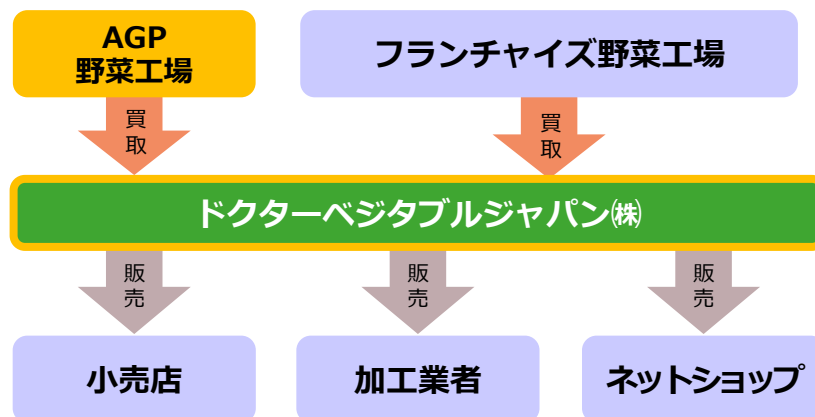 AGP
野菜工場
フランチャイズ野菜工場
買取
買取
ドクターベジタブルジャパン㈱
販売
販売
販売
小売店
加工業者
ネットショップ